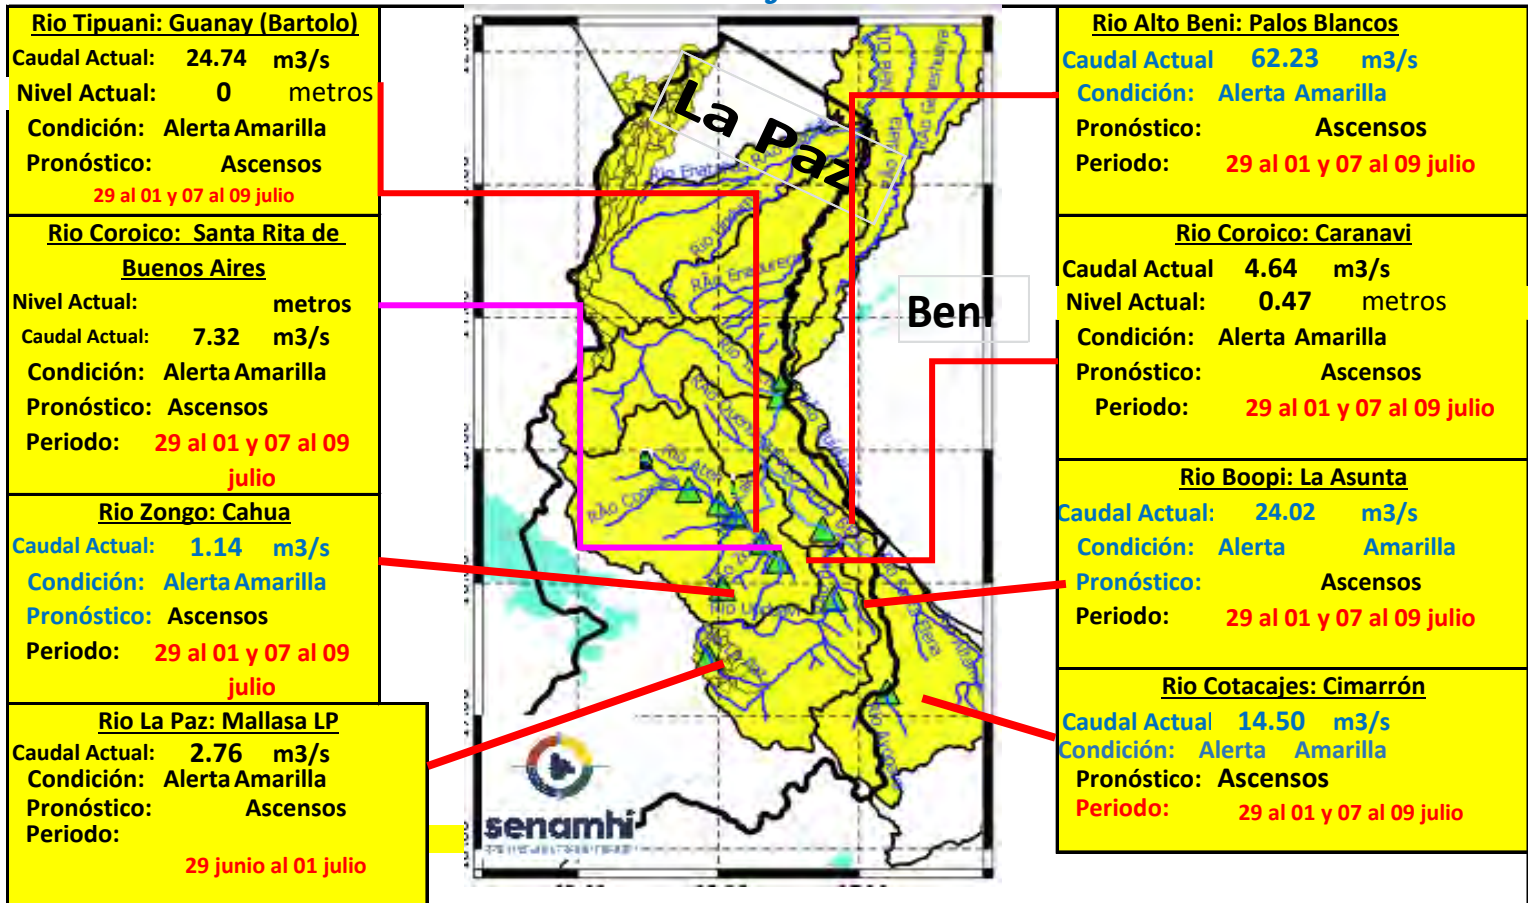 Rio Tipuani: Guanay (Bartolo)
Caudal Actual: 24.74 m3/s
Nivel Actual: 0 metros
Condición: Alerta Amarilla
Pronóstico: Ascensos
29 al 01 y 07 al 09 julio
Rio Coroico: Santa Rita de
Buenos Aires
Nivel Actual: metros
Caudal Actual: 7.32 m3/s
Condición: Alerta Amarilla
Pronóstico: Ascensos
Periodo: 29 al 01 y 07 al 09
julio
Rio Zongo: Cahua
Caudal Actual: 1.14 m3/s
Condición: Alerta Amarilla
Pronóstico: Ascensos
Periodo: 29 al 01 y 07 al 09
julio
Rio La Paz: Mallasa LP
Caudal Actual: 2.76 m3/s
Condición: Alerta Amarilla
Pronóstico: Ascensos
Periodo:
29 junio al 01 julio
La Paz
Beni
senamhi
Rio Alto Beni: Palos Blancos
Caudal Actual 62.23 m3/s
Condición: Alerta Amarilla
Pronóstico: Ascensos
Periodo: 29 al 01 y 07 al 09 julio
Rio Coroico: Caranavi
Caudal Actual 4.64 m3/s
Nivel Actual: 0.47 metros
Condición: Alerta Amarilla
Pronóstico: Ascensos
Periodo: 29 al 01 y 07 al 09 julio
Rio Boopi: La Asunta
Caudal Actual: 24.02 m3/s
Condición: Alerta Amarilla
Pronóstico: Ascensos
Periodo: 29 al 01 y 07 al 09 julio
Rio Cotacajes: Cimarrón
Caudal Actual 14.50 m3/s
Condición: Alerta Amarilla
Pronóstico: Ascensos
Periodo: 29 al 01 y 07 al 09 julio